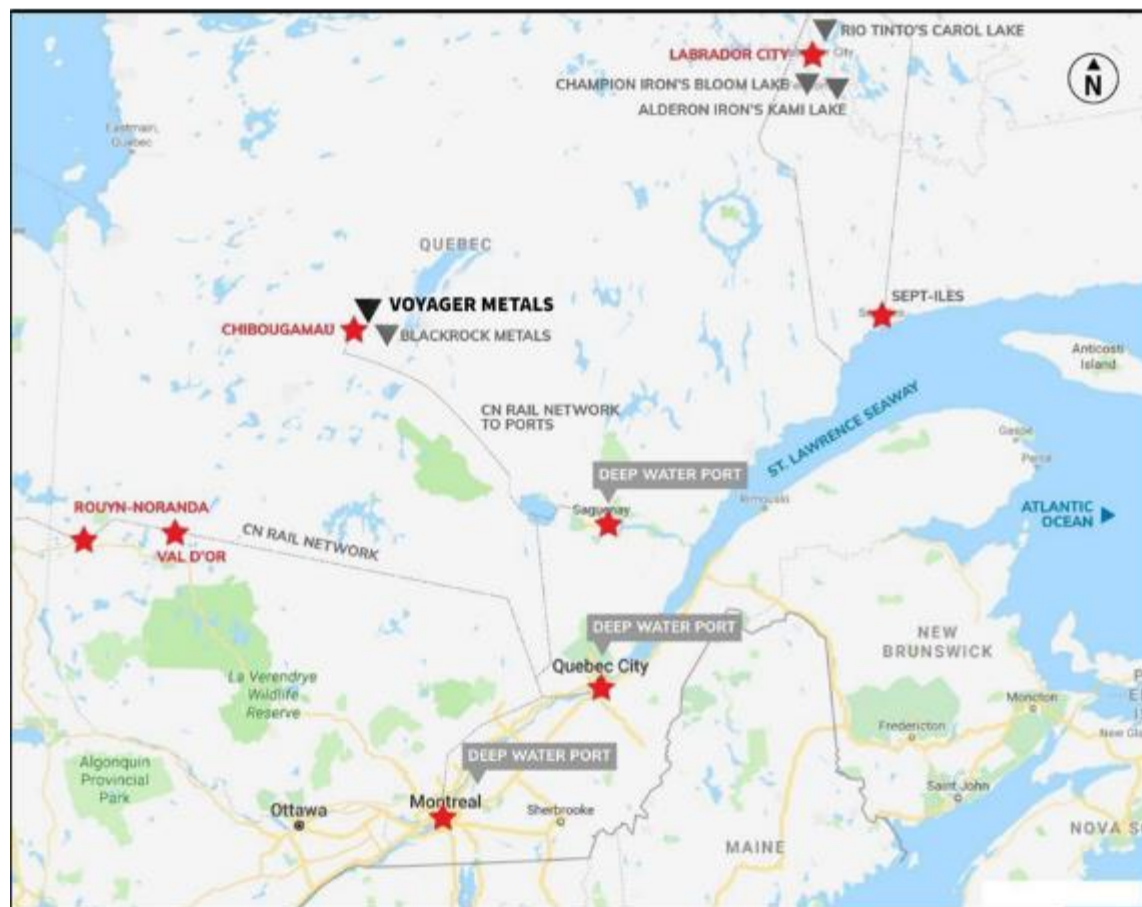 RIO TINTO'S CAROL LAKE
LABRADOR CITY
CHAMPION IRON'S BLOOM LAKE
ALDERON IRON'S KAMI LAKE
N
Eastmain,
Quebec
QUEBEC
VOYAGER METALS
CHIBOUGAMAU
BLACKROCK METALS
SEPT-ILES
Anticosti
Island
CN RAIL NETWORK
TO PORTS
ST. LAWRENCE SEAWAY
Gaspé
Percé
DEEP WATER PORT
Saguenay
Rimouski
ROUYN-NORANDA
VAL D'OR
CN RAIL NETWORK
ATLANTIC
OCEAN
DEEP WATER PORT
Quebec City
NEW
BRUNSWICK
La Verendrye
Wildlife
Reserve
Moncton
Fredericton
DEEP WATER PORT
Algonquin
Provincial
Park
Ottawa
Montreal
Sherbrooke
Saint John
MAINE
NOVA S